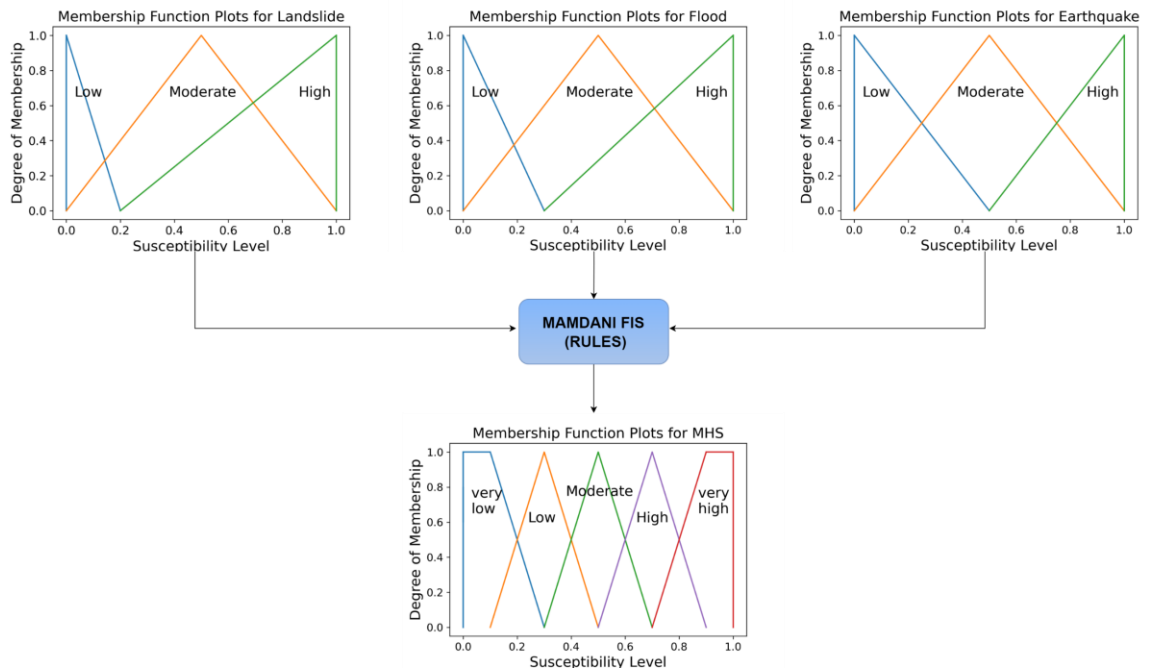 Membership Function Plots for Landslide
Degree of Membership
1.0
0.8
0.6
0.4
0.2
0.0
Low
Moderate
High
0.0 0.2 0.4 0.6 0.8 1.0
Susceptibility Level
Membership Function Plots for Flood
Degree of Membership
1.0
0.8
0.6
0.4
0.2
0.0
Low
Moderate
High
0.0 0.2 0.4 0.6 0.8 1.0
Susceptibility Level
Membership Function Plots for Earthquake
Degree of Membership
1.0
0.8
0.6
0.4
0.2
0.0
Low
Moderate
High
0.0 0.2 0.4 0.6 0.8 1.0
Susceptibility Level
MAMDANI FIS
(RULES)
Membership Function Plots for MHS
Degree of Membership
1.0
0.8
0.6
0.4
0.2
0.0
very
low
Low
Moderate
High
very
high
0.0 0.2 0.4 0.6 0.8 1.0
Susceptibility Level